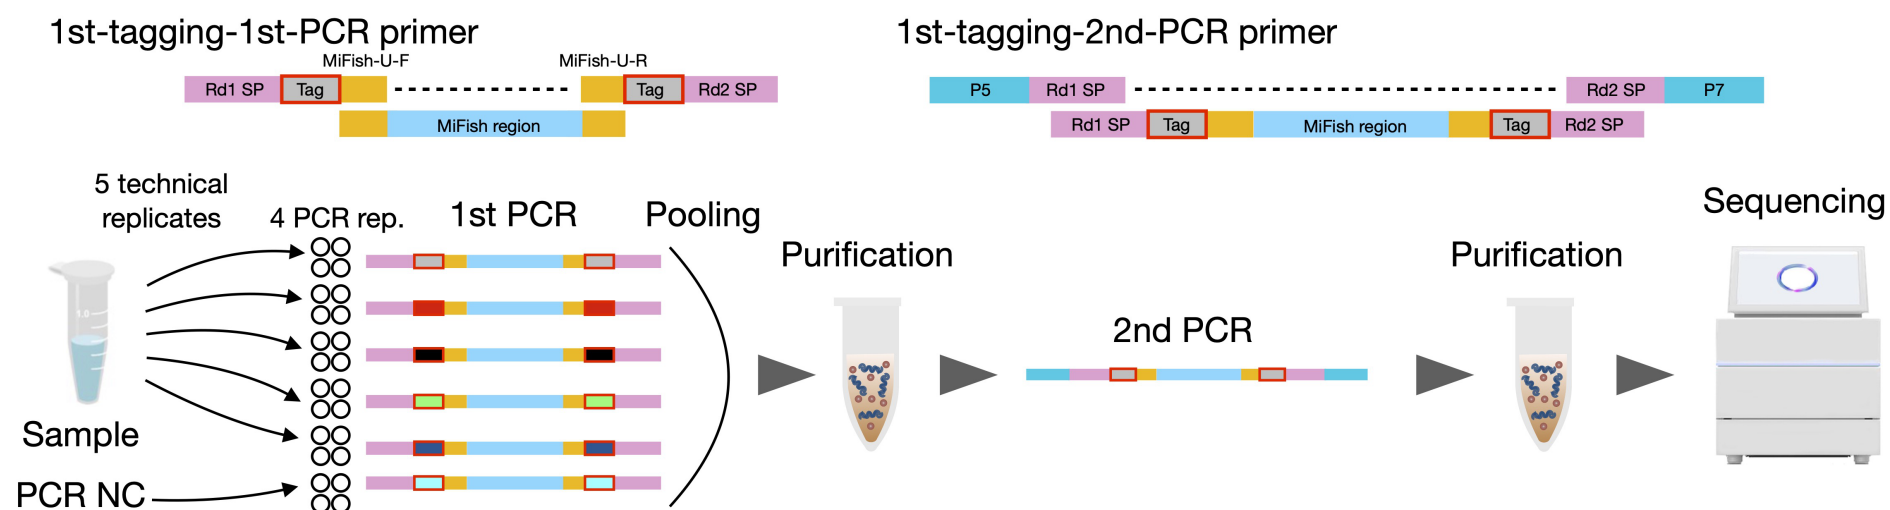 1st-tagging-1st-PCR primer
MiFish-U-F
MiFish-U-R
Rd1 SP
Tag
Tag
Rd2 SP
MiFish region
1st-tagging-2nd-PCR primer
P5
Rd1 SP
Rd2 SP
P7
Rd1 SP
Tag
MiFish region
Tag
Rd2 SP
5 technical
replicates
4 PCR rep.
1st PCR
Pooling
Purification
2nd PCR
Purification
Sequencing
1.0
Sample
PCR NC